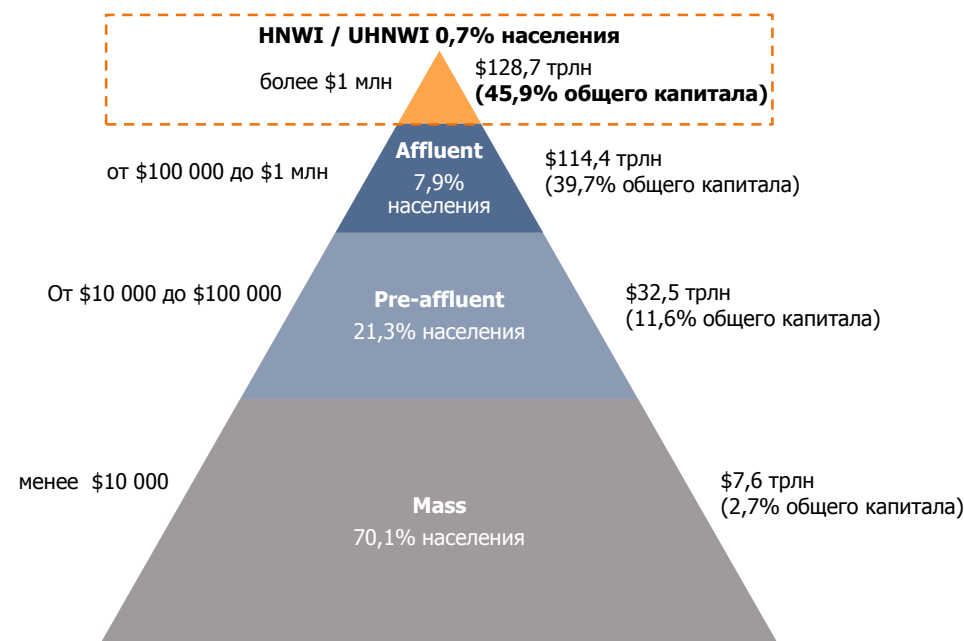 HNWI / UHNWI 0,7% населения
более $1 млн
$128,7 трлн
(45,9% общего капитала)
от $100 000 до $1 млн
Affluent
7,9%
населения
$114,4 трлн
(39,7% общего капитала)
От $10 000 до $100 000
Pre-affluent
21,3% населения
$32,5 трлн
(11,6% общего капитала)
менее  $10 000
Mass
70,1% населения
$7,6 трлн
(2,7% общего капитала)